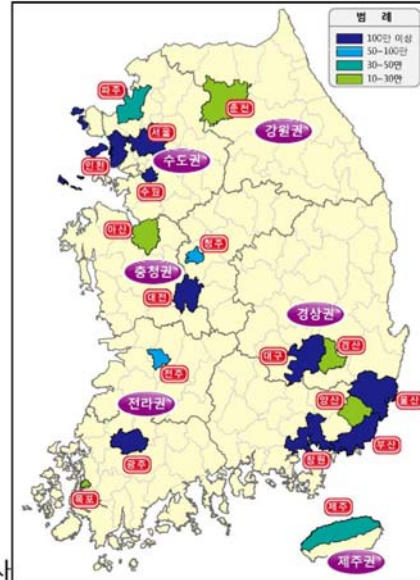 범 례
100만 이상
50~100만
30~50만
10~30만
파주
춘천
서울
강원권
인천
수도권
수원
아산
청주
충청권
대전
경상권
대구
경산
전주
양산
울산
전라권
부산
광주
창원
목포
제주
제주권